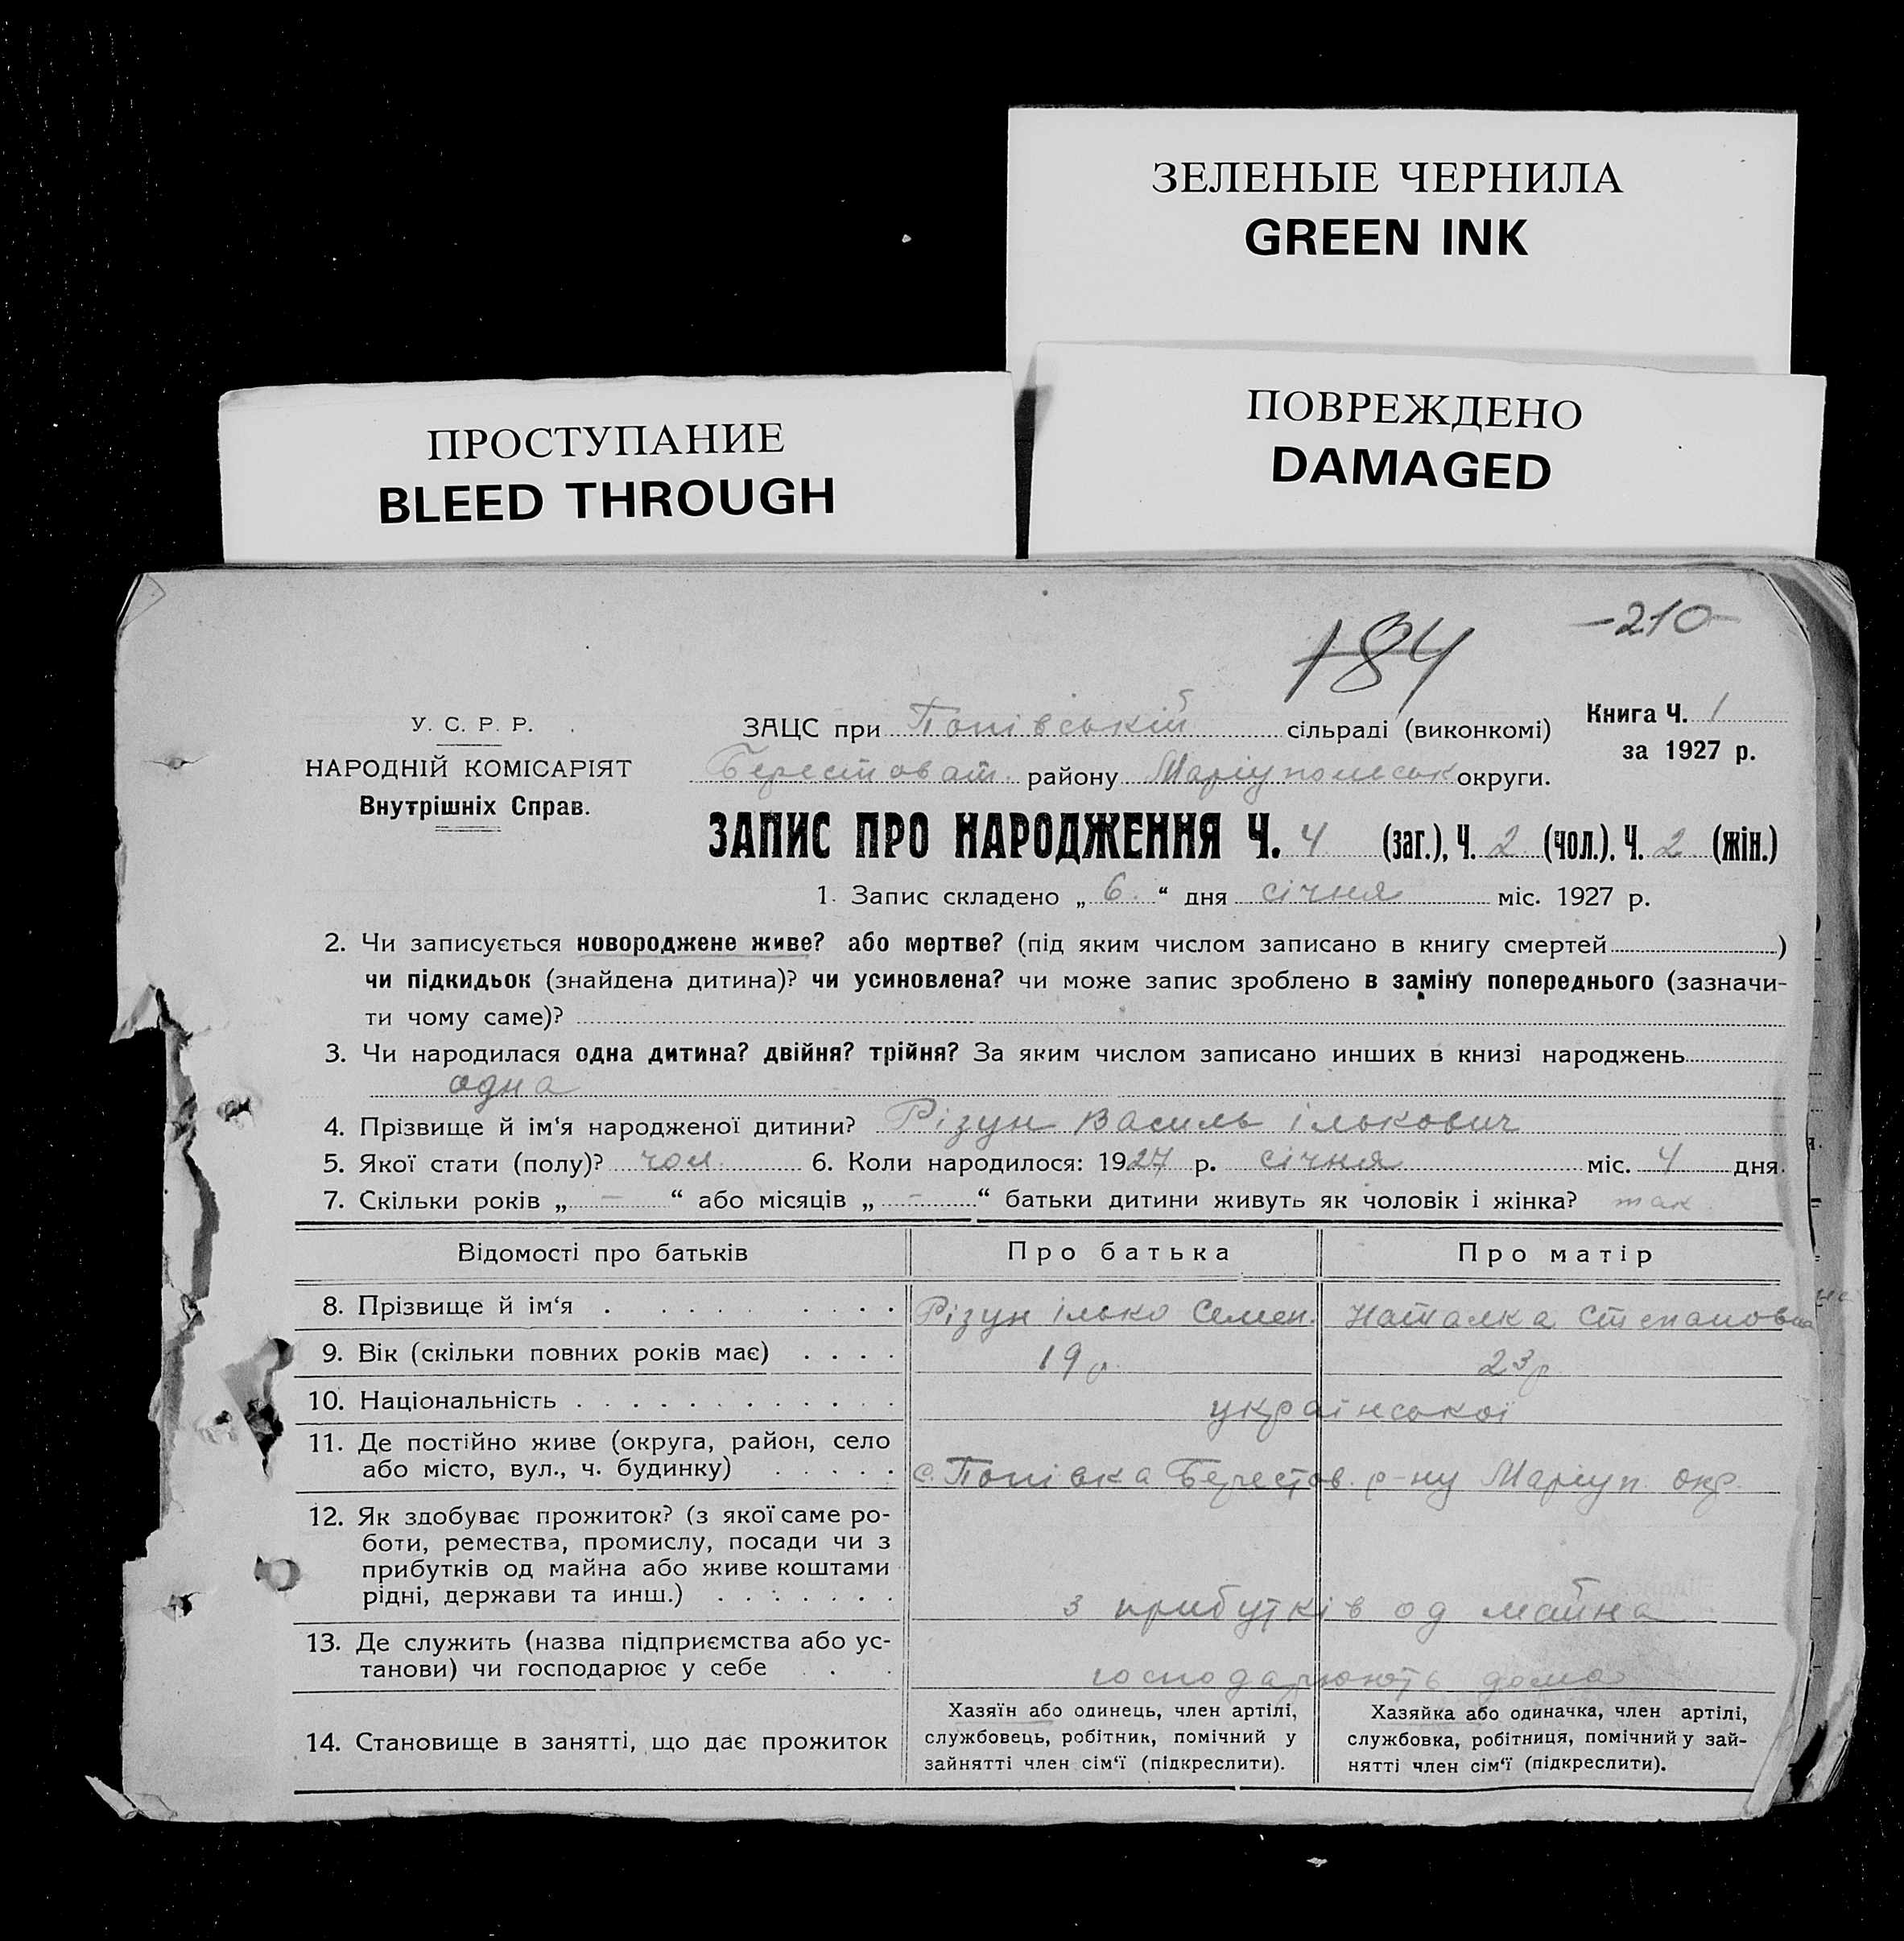 ЗЕЛЕНЫЕ ЧЕРНИЛА
GREEN INK
ПОВРЕЖДЕНО
DAMAGED
ПРОСТУПАНИЕ
BLEED THROUGH
-210-
184
У. С. Р. Р.
НАРОДНІЙ КОМІСАРІЯТ
Внутрішніх Справ.
ЗАЦС при Попівській сільраді (виконкомі)
Берестоват. району Маріупольськ округи.
Книга Ч. 1
за 1927 р.
ЗАПИС ПРО НАРОДЖЕННЯ Ч. 4 (заг.), Ч. 2 (чол.). Ч. 2 (жін.)
1. Запис складено „ 6 “ дня січня міс. 1927 р.
2. Чи записується новороджене живе? або мертве? (під яким числом записано в книгу смертей )
чи підкидьок (знайдена дитина)? чи усиновлена? чи може запис зроблено в заміну попереднього (зазначи-
ти чому саме)?
3. Чи народилася одна дитина? двійня? трійня? За яким числом записано инших в книзі народжень
одна
4. Прізвище й ім‘я народженої дитини? Різун Василь ількович
5. Якої стати (полу)? чол. 6. Коли народилося: 1927 р. січня міс. 4 дня.
7. Скільки років „ - “ або місяців „ - “ батьки дитини живуть як чоловік і жінка? так
Відомості про батьків Про батька Про матір
8. Прізвище й ім‘я . . . . . . . . . Різун ілько Семен. Наталка Степановна
9. Вік (скільки повних років має) . . . . 19 р. 23 р
10. Національність . . . . . . . . . . . . української
11. Де постійно живе (округа, район, село
або місто, вул., ч. будинку) . . . . . с. Попівка Берестов. р-ну Маріуп. окр.
12. Як здобуває прожиток? (з якої саме ро-
боти, ремества, промислу, посади чи з
прибутків од майна або живе коштами
рідні, держави та инш.) . . . . . . . з прибутків од майна
13. Де служить (назва підприємства або ус-
танови) чи господарює у себе . . . господарюють дома
14. Становище в занятті, що дає прожиток
Хазяїн або одинець, член артілі,
службовець, робітник, помічний у
зайнятті член сім‘ї (підкреслити).
Хазяйка або одиначка, член артілі,
службовка, робітниця, помічний у зай-
нятті член сім‘ї (підкреслити).